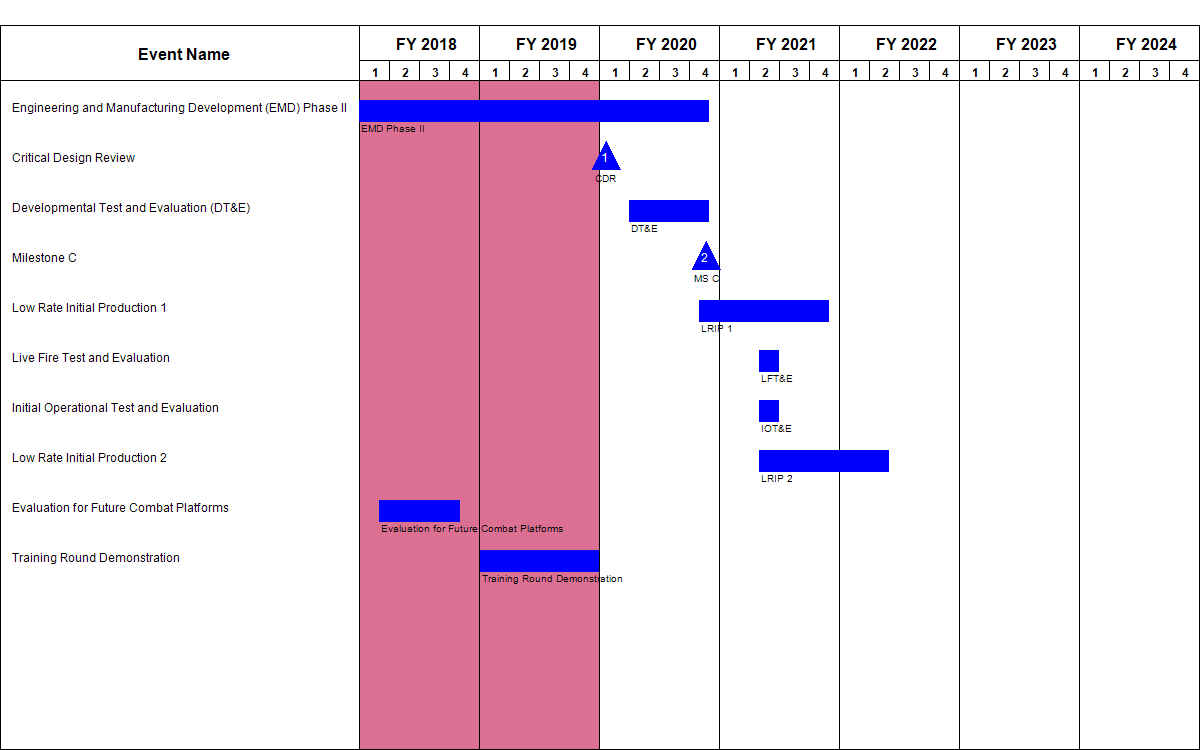 Event Name
FY 2018 FY 2019 FY 2020 FY 2021 FY 2022 FY 2023 FY 2024
1 2 3 4 1 2 3 4 1 2 3 4 1 2 3 4 1 2 3 4 1 2 3 4 1 2 3 4
Engineering and Manufacturing Development (EMD) Phase II
EMD Phase II
Critical Design Review
1
CDR
Developmental Test and Evaluation (DT&E)
DT&E
Milestone C
2
MS C
Low Rate Initial Production 1
LRIP 1
Live Fire Test and Evaluation
LFT&E
Initial Operational Test and Evaluation
IOT&E
Low Rate Initial Production 2
LRIP 2
Evaluation for Future Combat Platforms
Evaluation for Future Combat Platforms
Training Round Demonstration
Training Round Demonstration